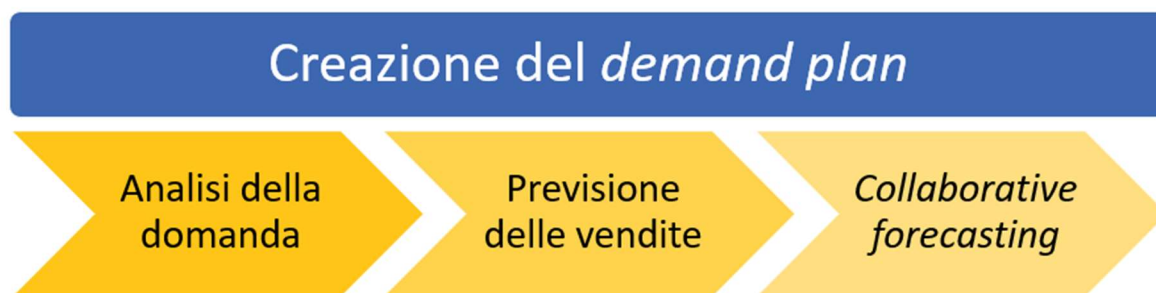 Creazione del demand plan
Analisi della
domanda
Previsione
delle vendite
Collaborative
forecasting